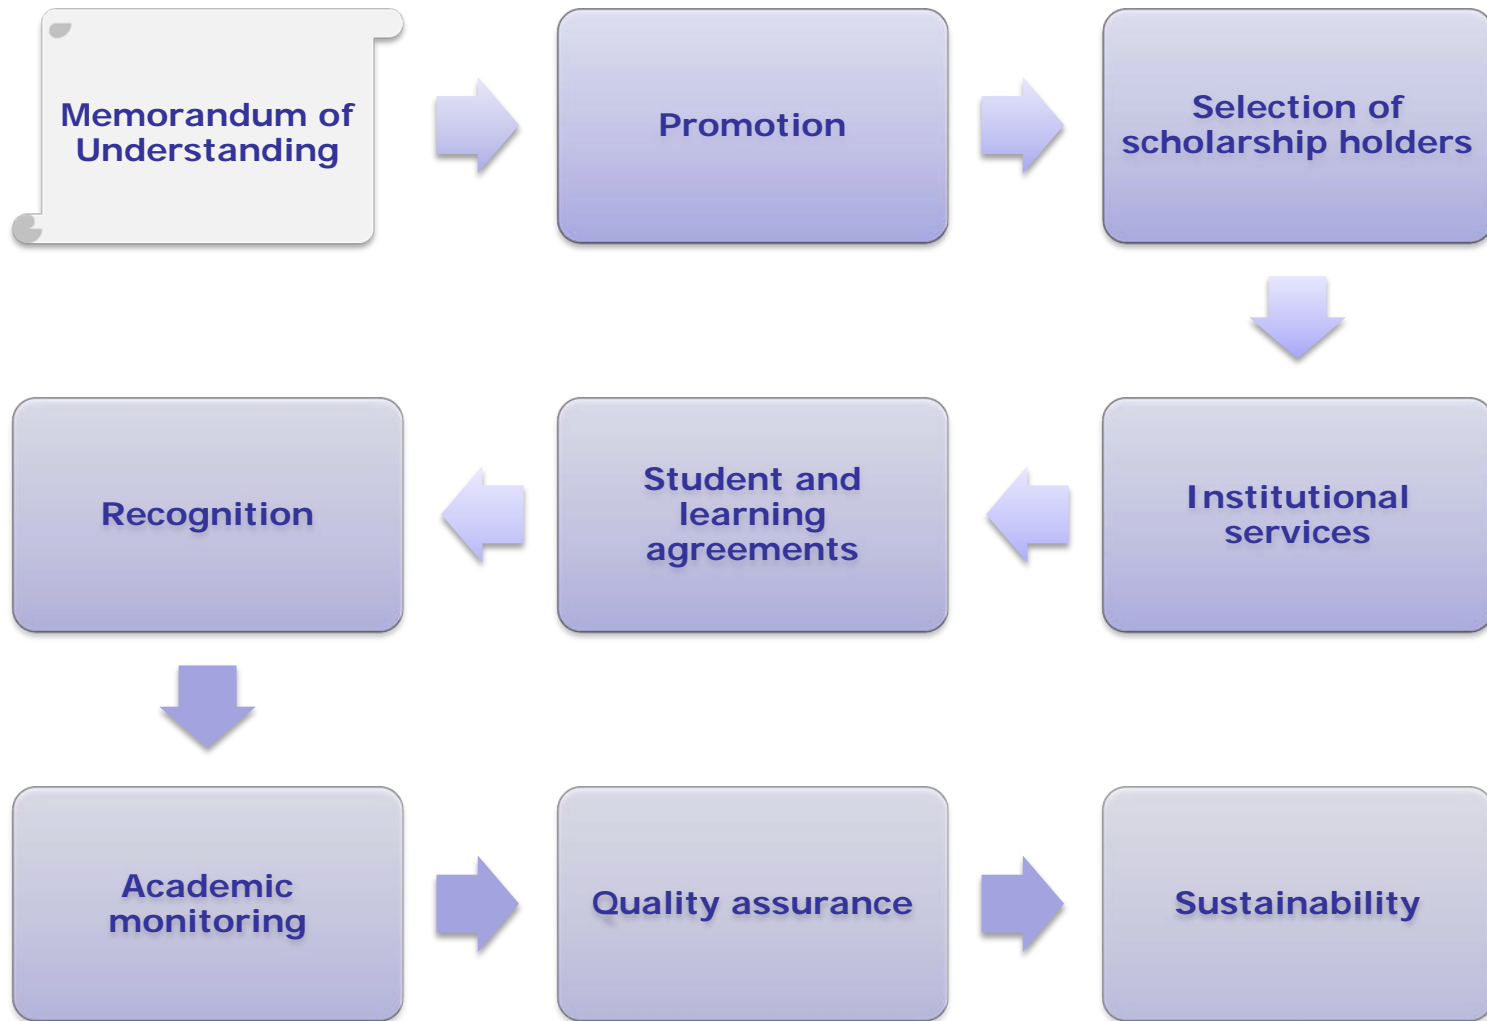 Memorandum of
Understanding
Promotion
Selection of
scholarship holders
Institutional
services
Student and
learning
agreements
Recognition
Academic
monitoring
Quality assurance
Sustainability